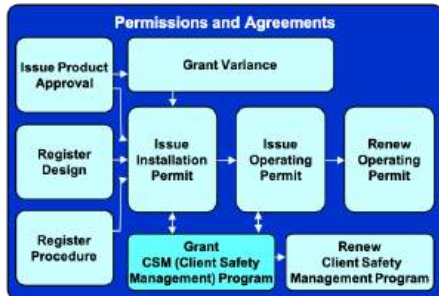 Permissions and Agreements
Issue Product
Approval
Grant Variance
Register
Design
Issue
Installation
Permit
Issue
Operating
Permit
Renew
Operating
Permit
Register
Procedure
Grant
CSM (Client Safety
Management) Program
Renew
Client Safety
Management Program